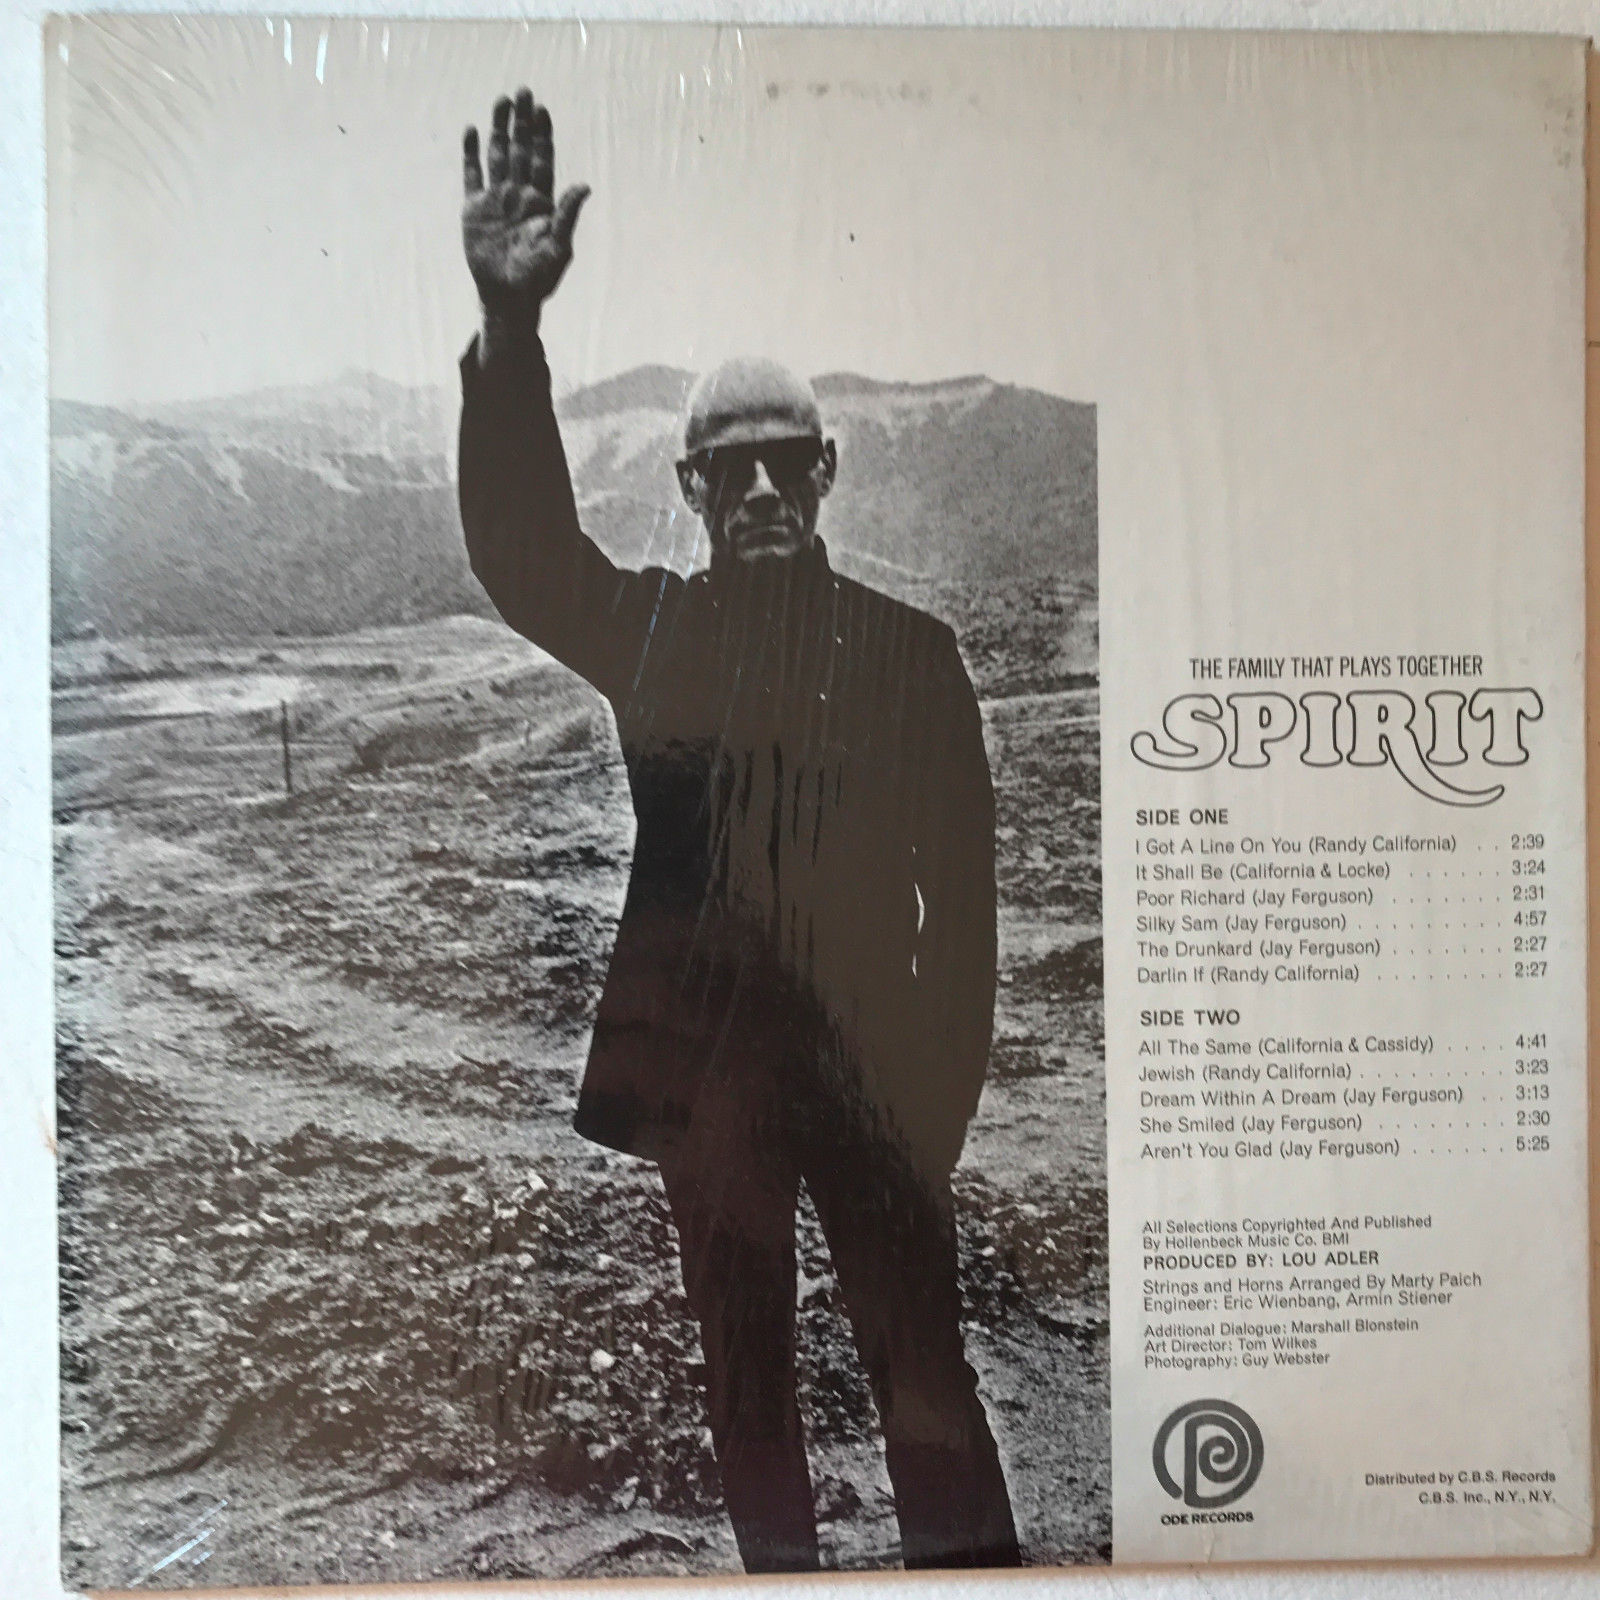 THE FAMILY THAT PLAYS TOGETHER
SPIRIT
SIDE ONE
I Got A Line On You (Randy California) . . 2:39
It Shall Be (California & Locke) . . . . . . 3:24
Poor Richard (Jay Ferguson) . . . . . . . 2:31
Silky Sam (Jay Ferguson) . . . . . . . . . 4:57
The Drunkard (Jay Ferguson) . . . . . . . 2:27
Darlin If (Randy California) . . . . . . . . 2:27
SIDE TWO
All The Same (California & Cassidy) . . . . 4:41
Jewish (Randy California) . . . . . . . . . 3:23
Dream Within A Dream (Jay Ferguson) . . 3:13
She Smiled (Jay Ferguson) . . . . . . . . 2:30
Aren't You Glad (Jay Ferguson) . . . . . . 5:25
All Selections Copyrighted And Published
By Hollenbeck Music Co. BMI
PRODUCED BY: LOU ADLER
Strings and Horns Arranged By Marty Paich
Engineer: Eric Wienbang, Armin Stiener
Additional Dialogue: Marshall Blonstein
Art Director: Tom Wilkes
Photography: Guy Webster
ODE RECORDS
Distributed by C.B.S. Records
C.B.S. Inc., N.Y., N.Y.